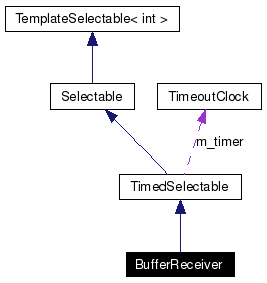 TemplateSelectable< int >
Selectable
TimeoutClock
m_timer
TimedSelectable
BufferReceiver